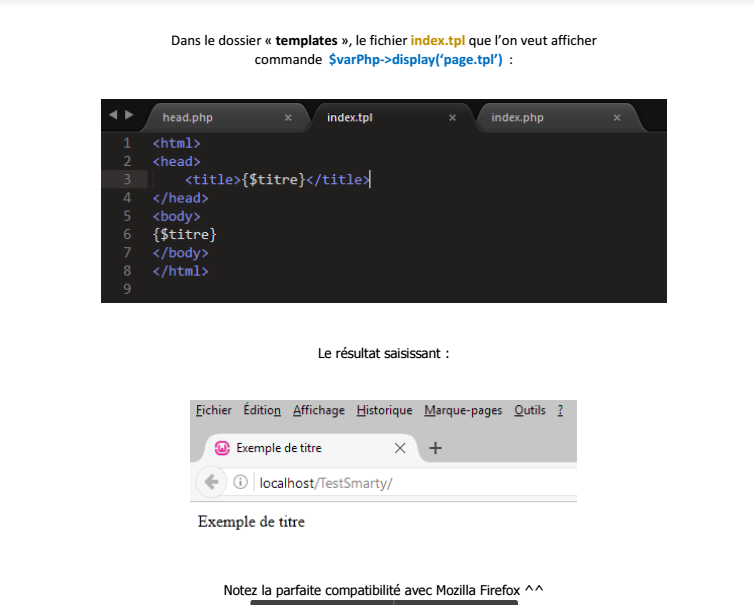 Dans le dossier « templates », le fichier index.tpl que l'on veut afficher
commande $varPhp->display('page.tpl') :
head.php × index.tpl × index.php ×
1 <html>
2 <head>
3 <title>{$titre}</title>
4 </head>
5 <body>
6 {$titre}
7 </body>
8 </html>
9
Le résultat saisissant :
Fichier Édition Affichage Historique Marque-pages Outils ?
Exemple de titre × +
localhost/TestSmarty/
Exemple de titre
Notez la parfaite compatibilité avec Mozilla Firefox ^^